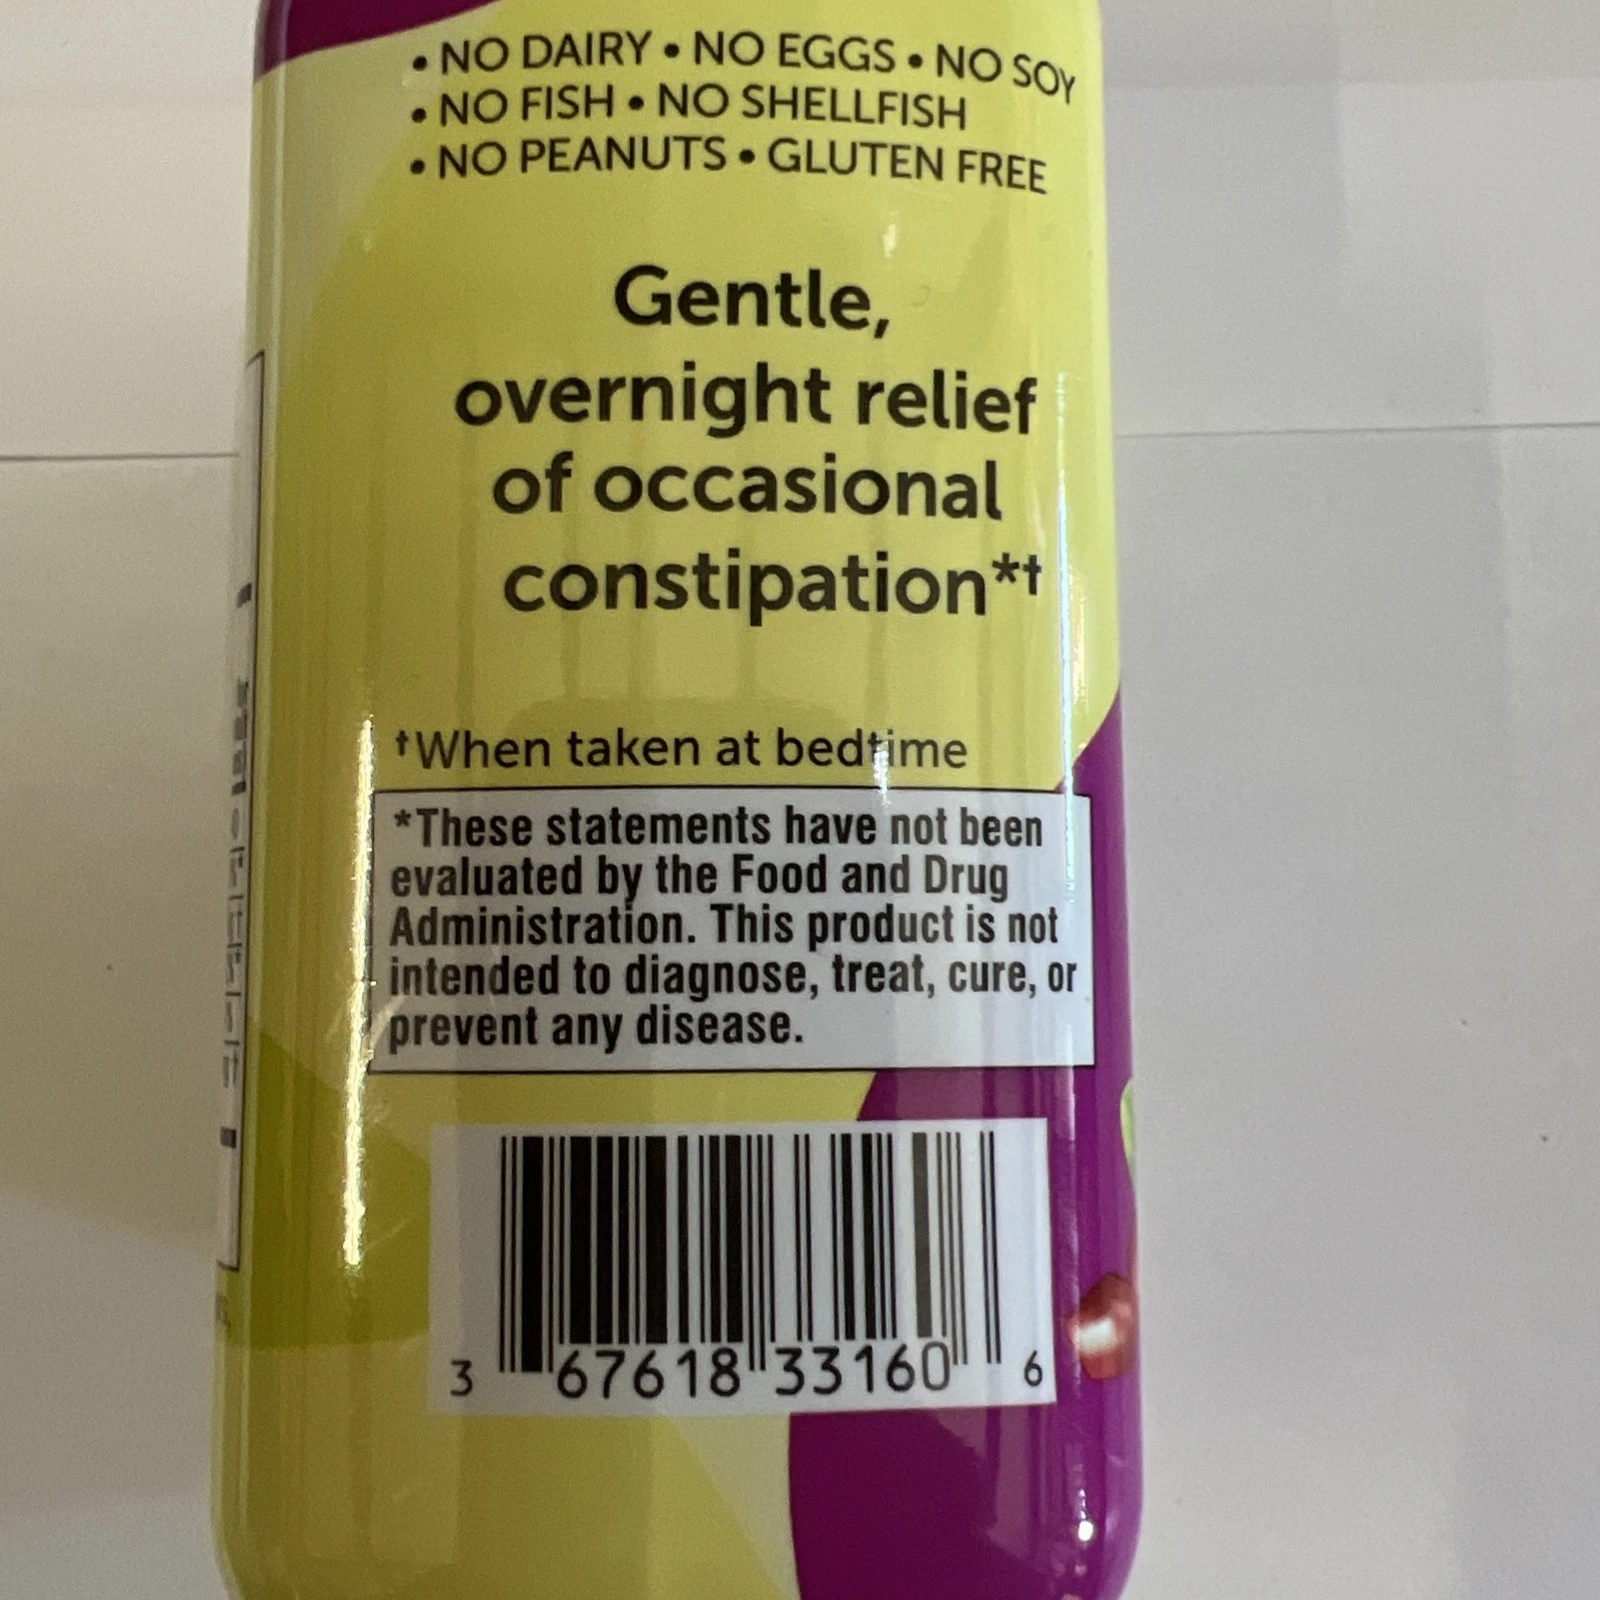 • NO DAIRY • NO EGGS • NO SOY
• NO FISH • NO SHELLFISH
• NO PEANUTS • GLUTEN FREE
Gentle,
overnight relief
of occasional
constipation*†
†When taken at bedtime
*These statements have not been
evaluated by the Food and Drug
Administration. This product is not
intended to diagnose, treat, cure, or
prevent any disease.
3 67618 33160 6